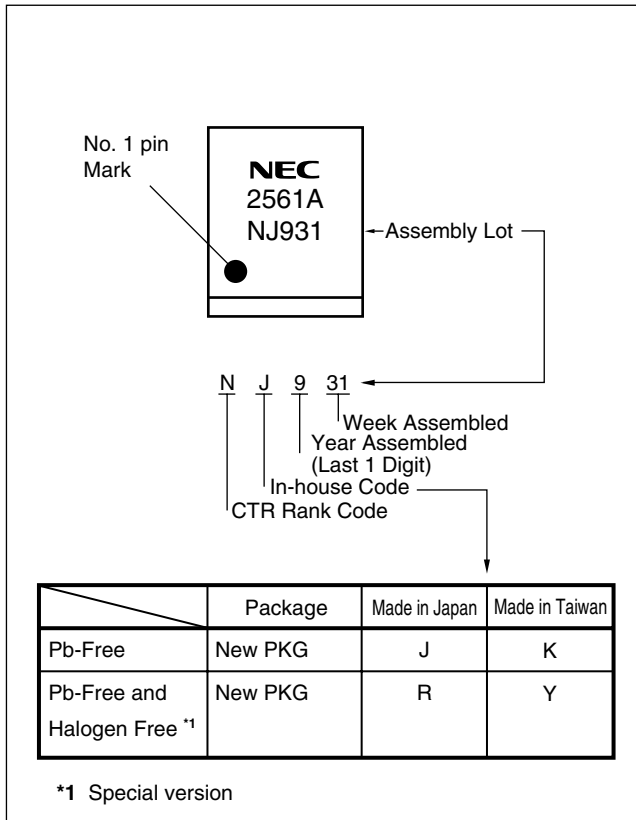 No. 1 pin
Mark
NEC
2561A
NJ931
Assembly Lot
N J 9 31
Week Assembled
Year Assembled
(Last 1 Digit)
In-house Code
CTR Rank Code
Package Made in Japan Made in Taiwan
Pb-Free New PKG J K
Pb-Free and New PKG R Y
Halogen Free *1
*1 Special version